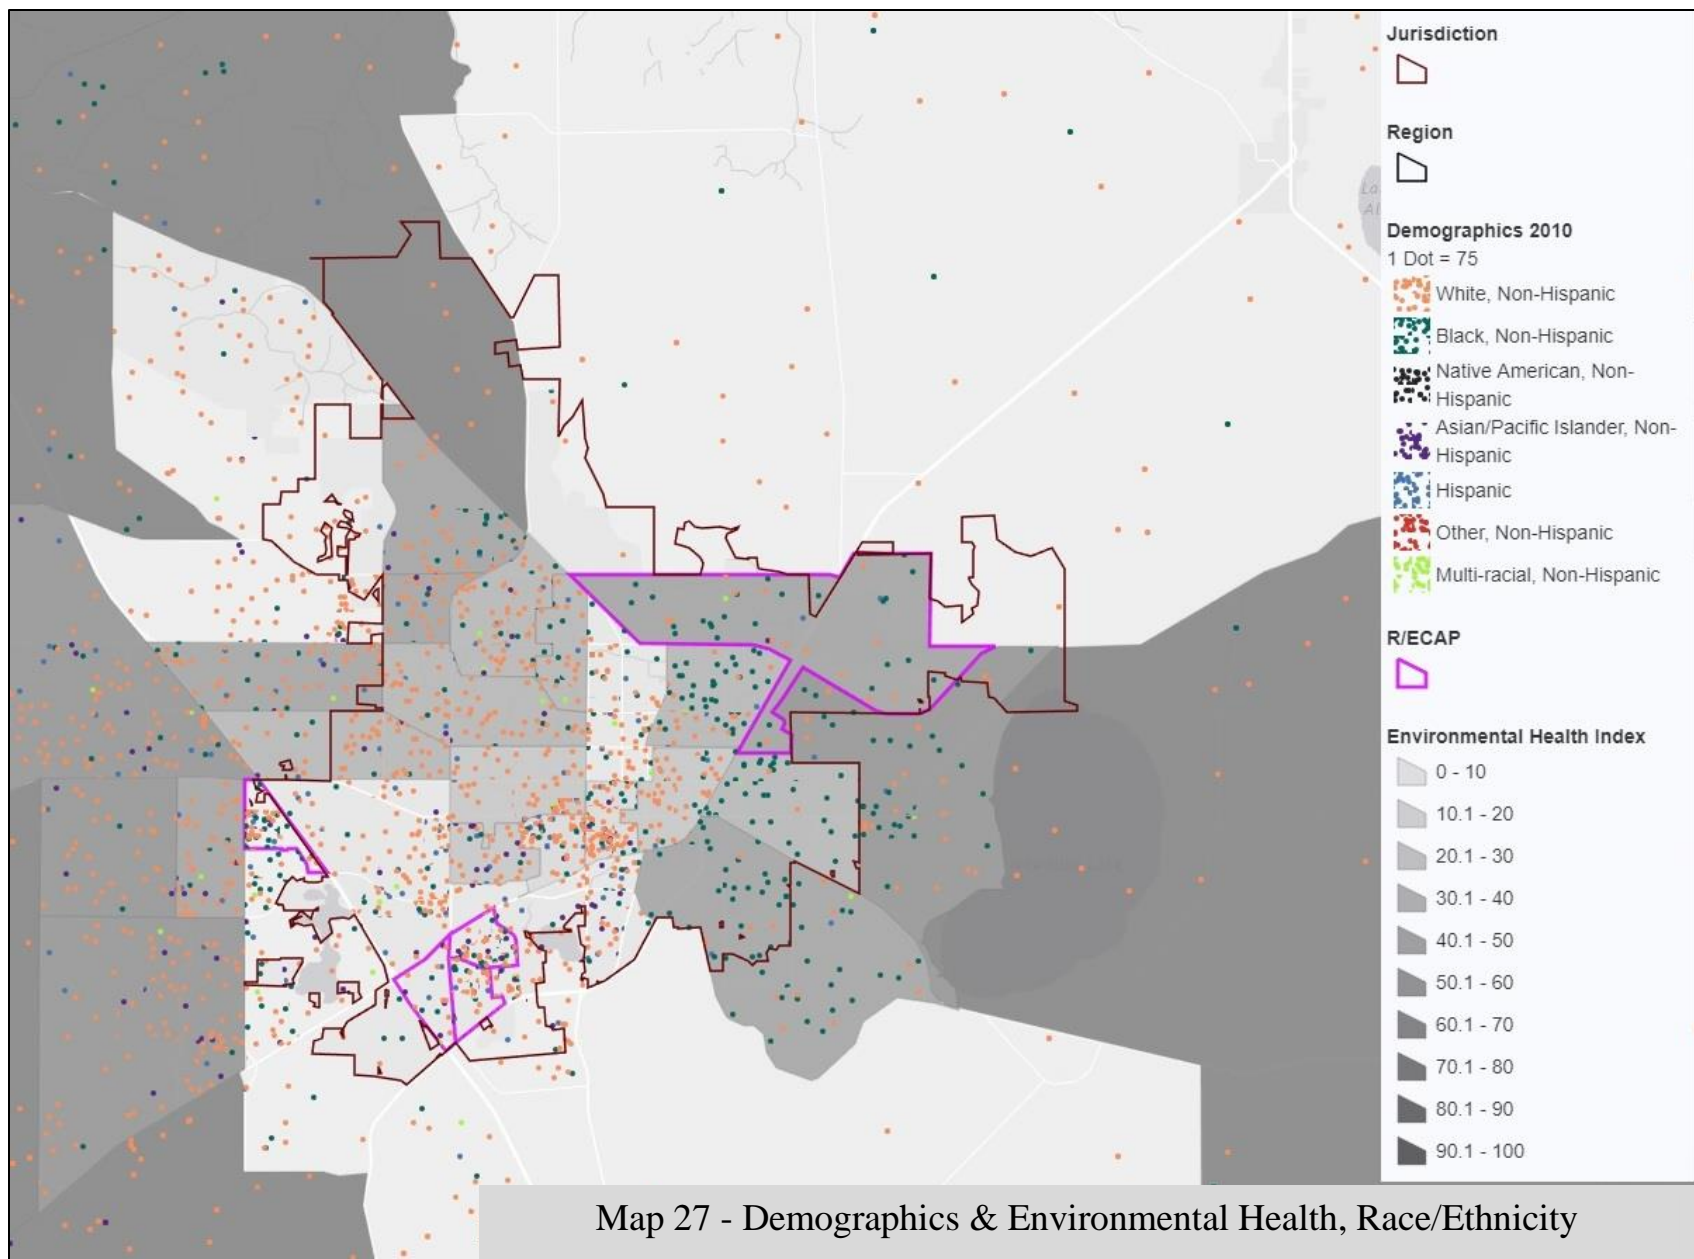 Jurisdiction
Region
Demographics 2010
1 Dot = 75
White, Non-Hispanic
Black, Non-Hispanic
Native American, Non-
Hispanic
Asian/Pacific Islander, Non-
Hispanic
Hispanic
Other, Non-Hispanic
Multi-racial, Non-Hispanic
R/ECAP
Environmental Health Index
0 - 10
10.1 - 20
20.1 - 30
30.1 - 40
40.1 - 50
50.1 - 60
60.1 - 70
70.1 - 80
80.1 - 90
90.1 - 100
Map 27 - Demographics & Environmental Health, Race/Ethnicity